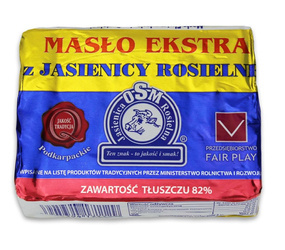 MASŁO EKSTRA
z JASIENICY ROSIELNEJ
OSM
Jasienica Rosielna
®
JAKOŚĆ
TRADYCJA
Podkarpackie
Ten znak - to jakość i smak!
PRZEDSIĘBIORSTWO
FAIR PLAY
WPISANE NA LISTĘ PRODUKTÓW TRADYCYJNYCH PRZEZ MINISTERSTWO ROLNICTWA I ROZWOJU
ZAWARTOŚĆ TŁUSZCZU 82%